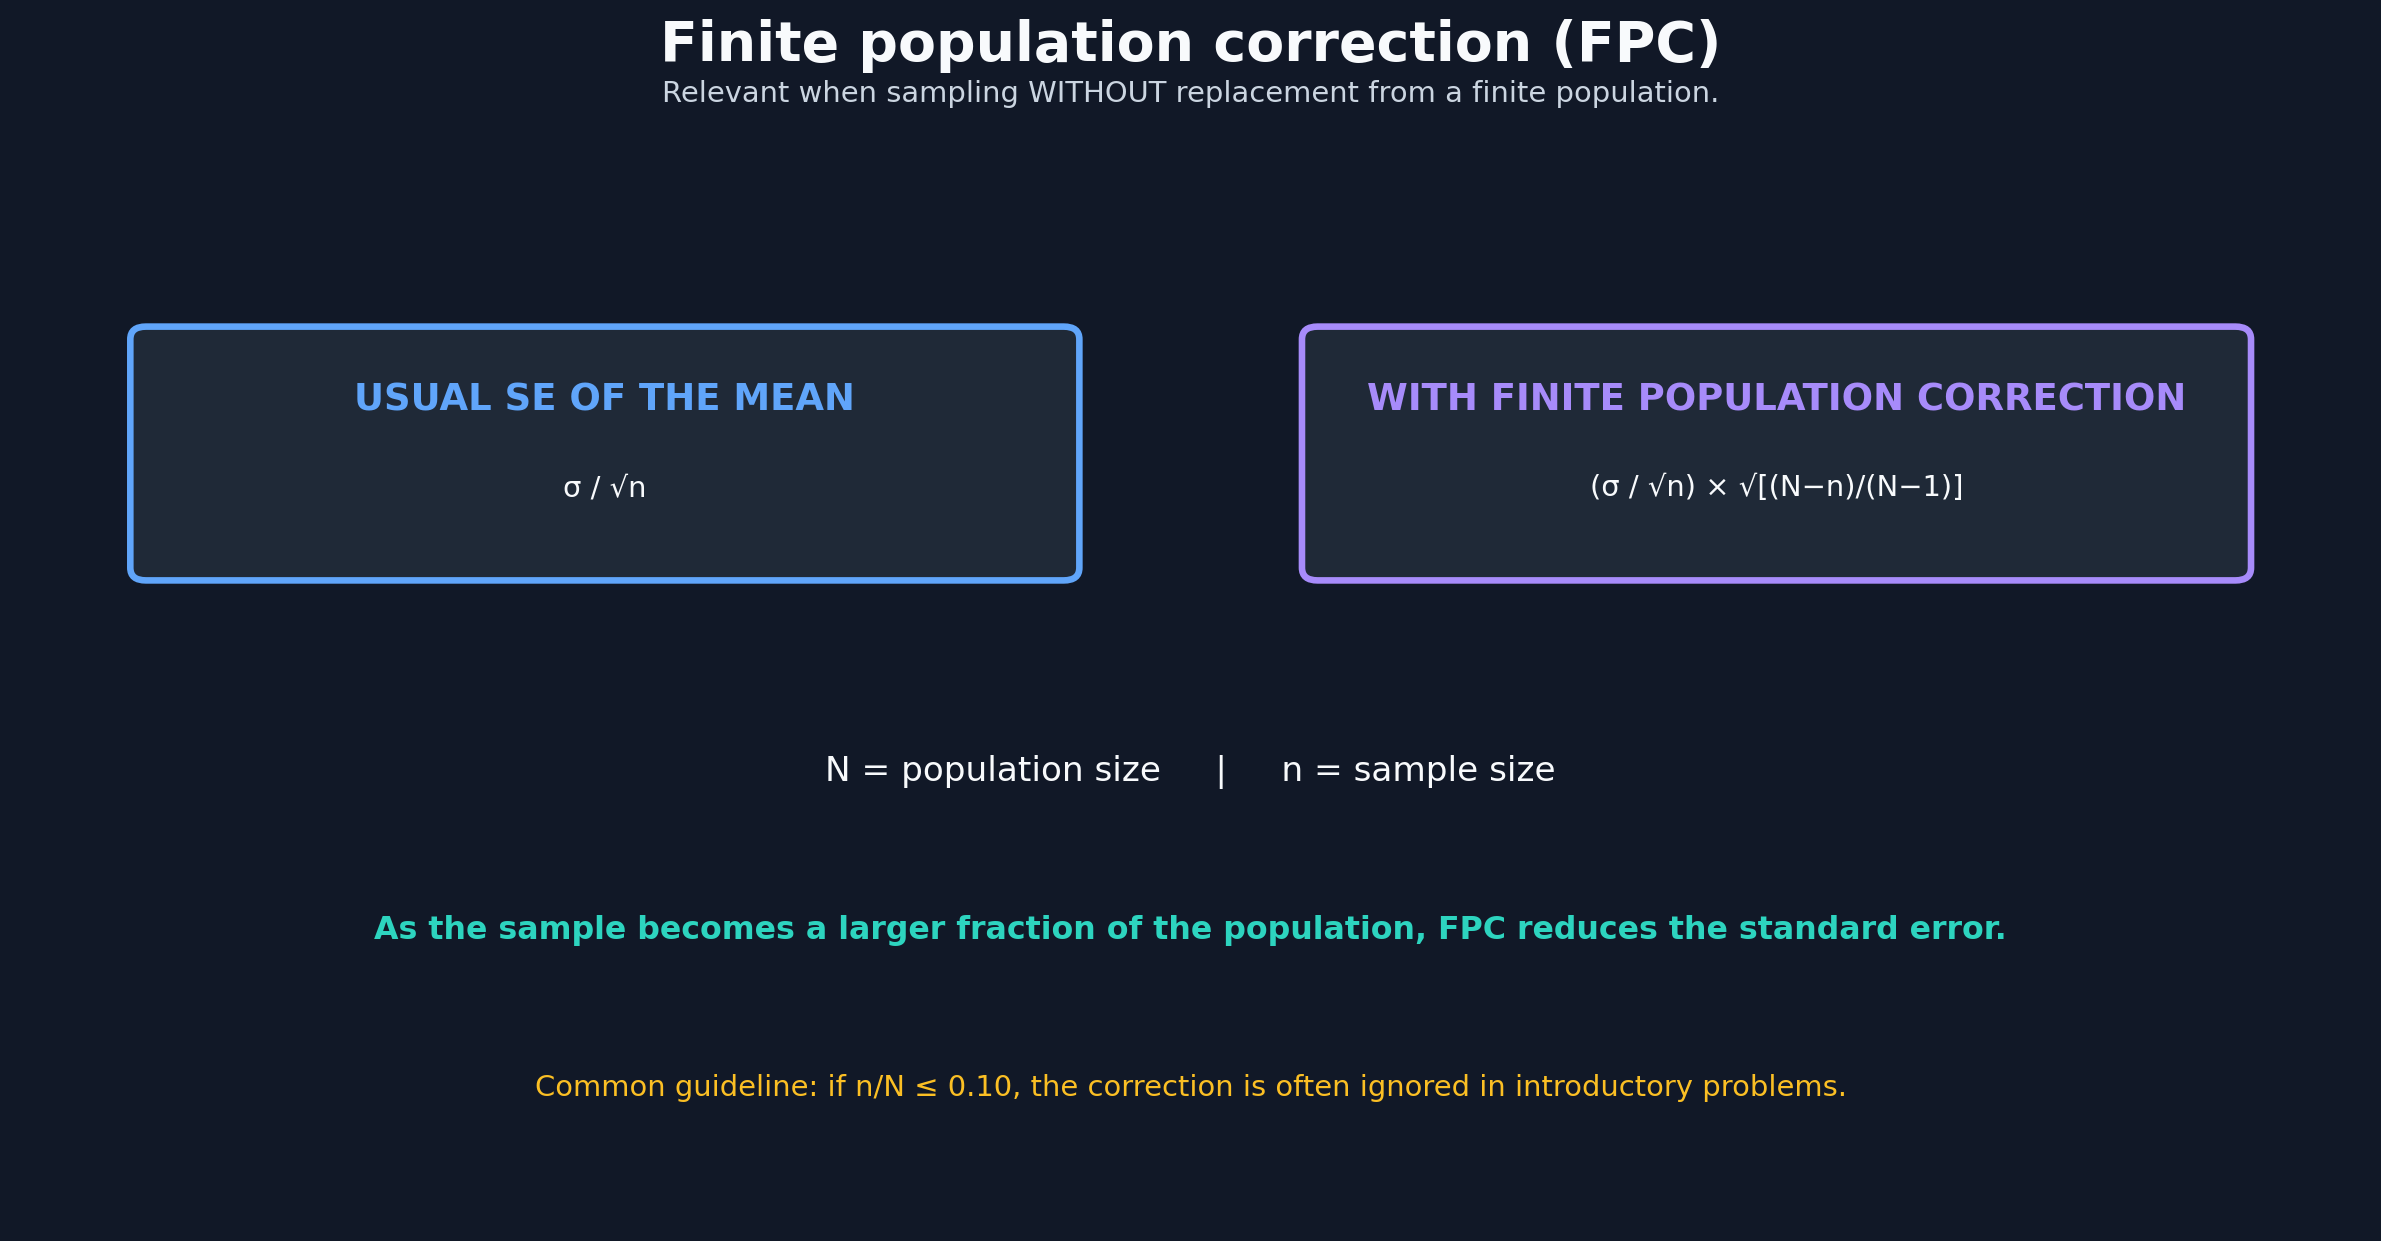 Finite population correction (FPC)
Relevant when sampling WITHOUT replacement from a finite population.
USUAL SE OF THE MEAN
σ / √n
WITH FINITE POPULATION CORRECTION
(σ / √n) × √[(N−n)/(N−1)]
N = population size | n = sample size
As the sample becomes a larger fraction of the population, FPC reduces the standard error.
Common guideline: if n/N ≤ 0.10, the correction is often ignored in introductory problems.